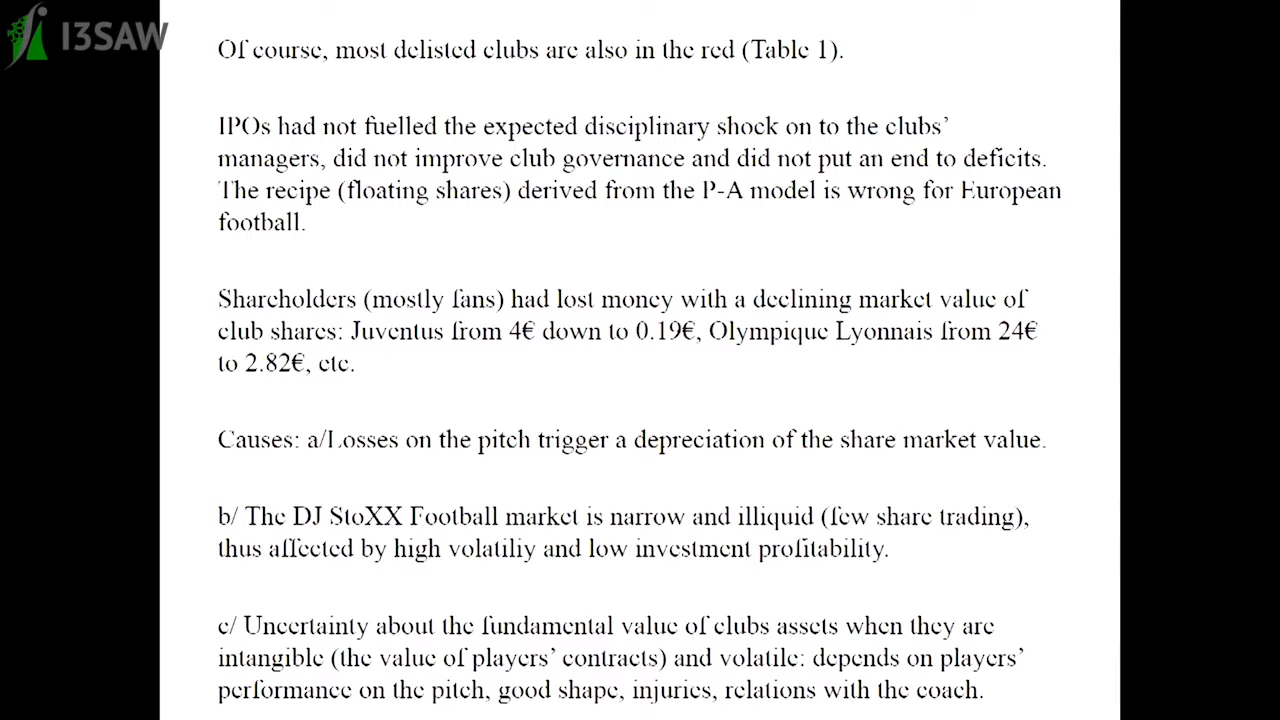 I3SAW
Of course, most delisted clubs are also in the red (Table 1).
IPOs had not fuelled the expected disciplinary shock on to the clubs’
managers, did not improve club governance and did not put an end to deficits.
The recipe (floating shares) derived from the P-A model is wrong for European
football.
Shareholders (mostly fans) had lost money with a declining market value of
club shares: Juventus from 4€ down to 0.19€, Olympique Lyonnais from 24€
to 2.82€, etc.
Causes: a/Losses on the pitch trigger a depreciation of the share market value.
b/ The DJ StoXX Football market is narrow and illiquid (few share trading),
thus affected by high volatiliy and low investment profitability.
c/ Uncertainty about the fundamental value of clubs assets when they are
intangible (the value of players’ contracts) and volatile: depends on players’
performance on the pitch, good shape, injuries, relations with the coach.